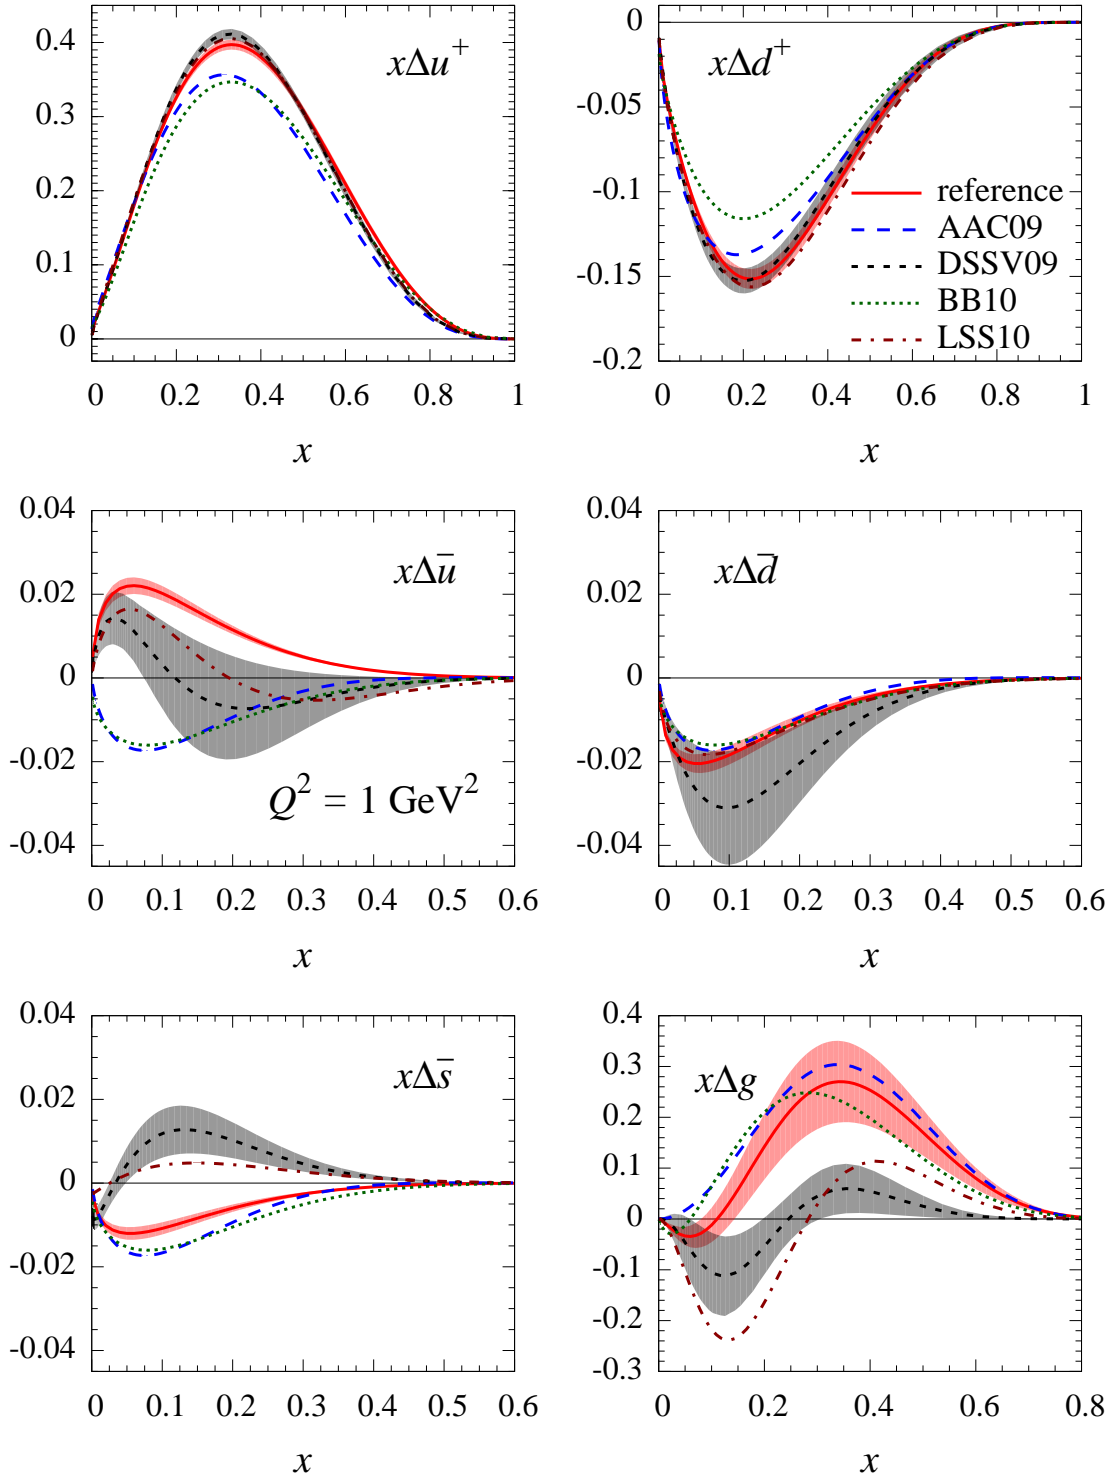 xΔu⁺
0.4
0.3
0.2
0.1
0
0 0.2 0.4 0.6 0.8 1
x
xΔd⁺
0
-0.05
-0.1
-0.15
-0.2
reference
AAC09
DSSV09
BB10
LSS10
0 0.2 0.4 0.6 0.8 1
x
xΔū
0.04
0.02
0
-0.02
-0.04
Q² = 1 GeV²
0 0.1 0.2 0.3 0.4 0.5 0.6
x
xΔd̄
0.04
0.02
0
-0.02
-0.04
0 0.1 0.2 0.3 0.4 0.5 0.6
x
xΔs̄
0.04
0.02
0
-0.02
-0.04
0 0.1 0.2 0.3 0.4 0.5 0.6
x
xΔg
0.4
0.3
0.2
0.1
0
-0.1
-0.2
-0.3
0 0.2 0.4 0.6 0.8
x